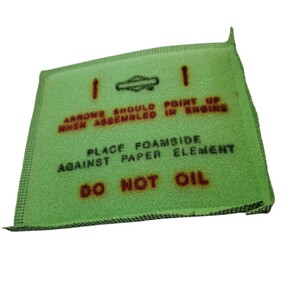 ARROWS SHOULD POINT UP
WHEN ASSEMBLED IN ENGINE
PLACE FOAMSIDE
AGAINST PAPER ELEMENT
DO NOT OIL